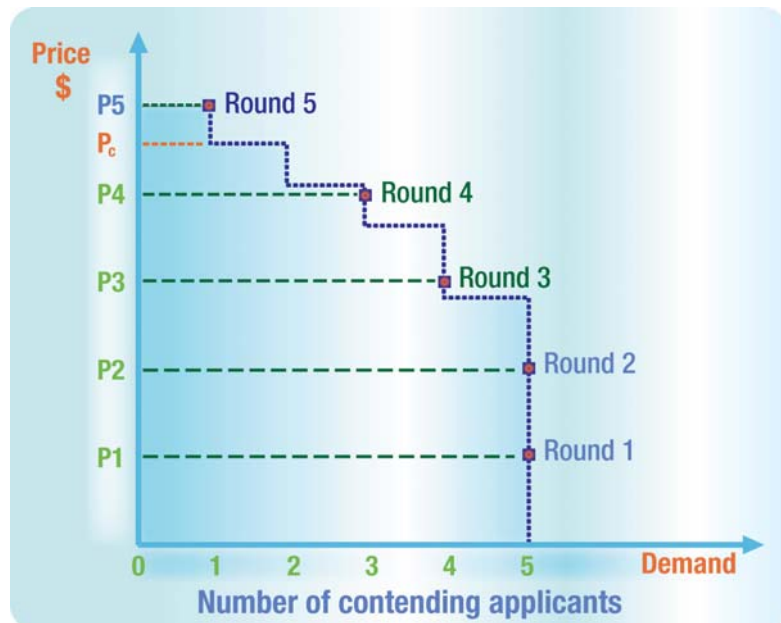 Price
$
P5
Round 5
Pc
P4
Round 4
P3
Round 3
P2
Round 2
P1
Round 1
0 1 2 3 4 5 Demand
Number of contending applicants